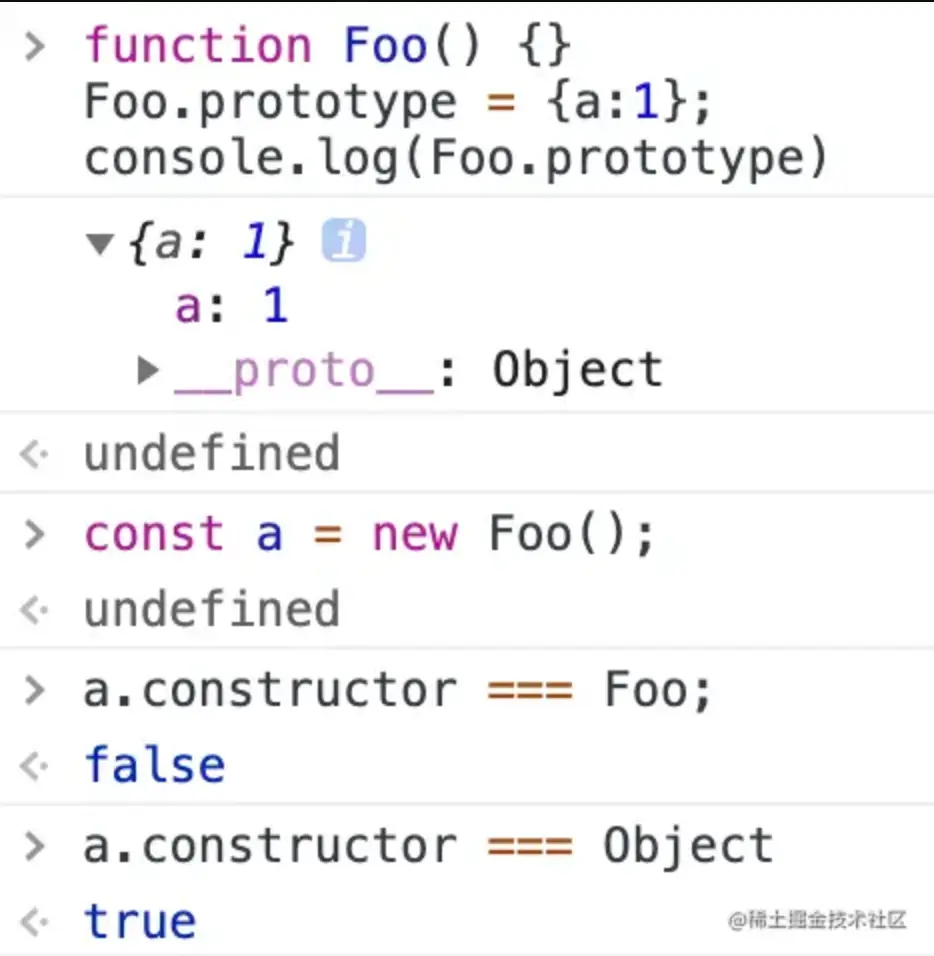 > function Foo() {}
Foo.prototype = {a:1};
console.log(Foo.prototype)
▼ {a: 1} i
a: 1
▶ __proto__: Object
<· undefined
> const a = new Foo();
<· undefined
> a.constructor === Foo;
<· false
> a.constructor === Object
<· true
@稀土掘金技术社区